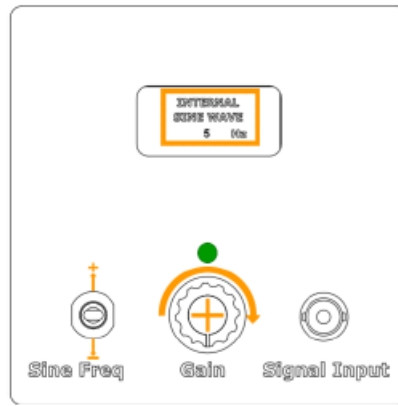 INTERNAL
SINE WAVE
5 Hz
+
Sine Freq Gain Signal Input